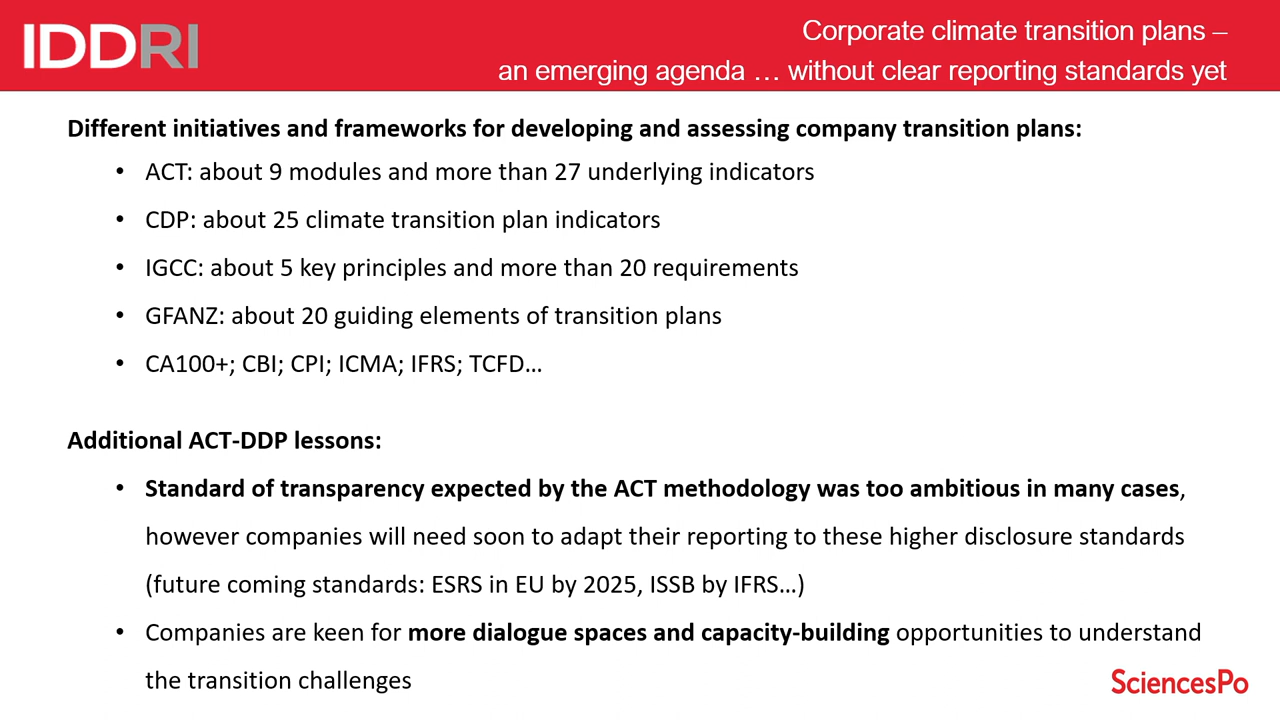 IDDRI
Corporate climate transition plans –
an emerging agenda … without clear reporting standards yet
Different initiatives and frameworks for developing and assessing company transition plans:
• ACT: about 9 modules and more than 27 underlying indicators
• CDP: about 25 climate transition plan indicators
• IGCC: about 5 key principles and more than 20 requirements
• GFANZ: about 20 guiding elements of transition plans
• CA100+; CBI; CPI; ICMA; IFRS; TCFD…
Additional ACT-DDP lessons:
• Standard of transparency expected by the ACT methodology was too ambitious in many cases,
however companies will need soon to adapt their reporting to these higher disclosure standards
(future coming standards: ESRS in EU by 2025, ISSB by IFRS…)
• Companies are keen for more dialogue spaces and capacity-building opportunities to understand
the transition challenges
SciencesPo